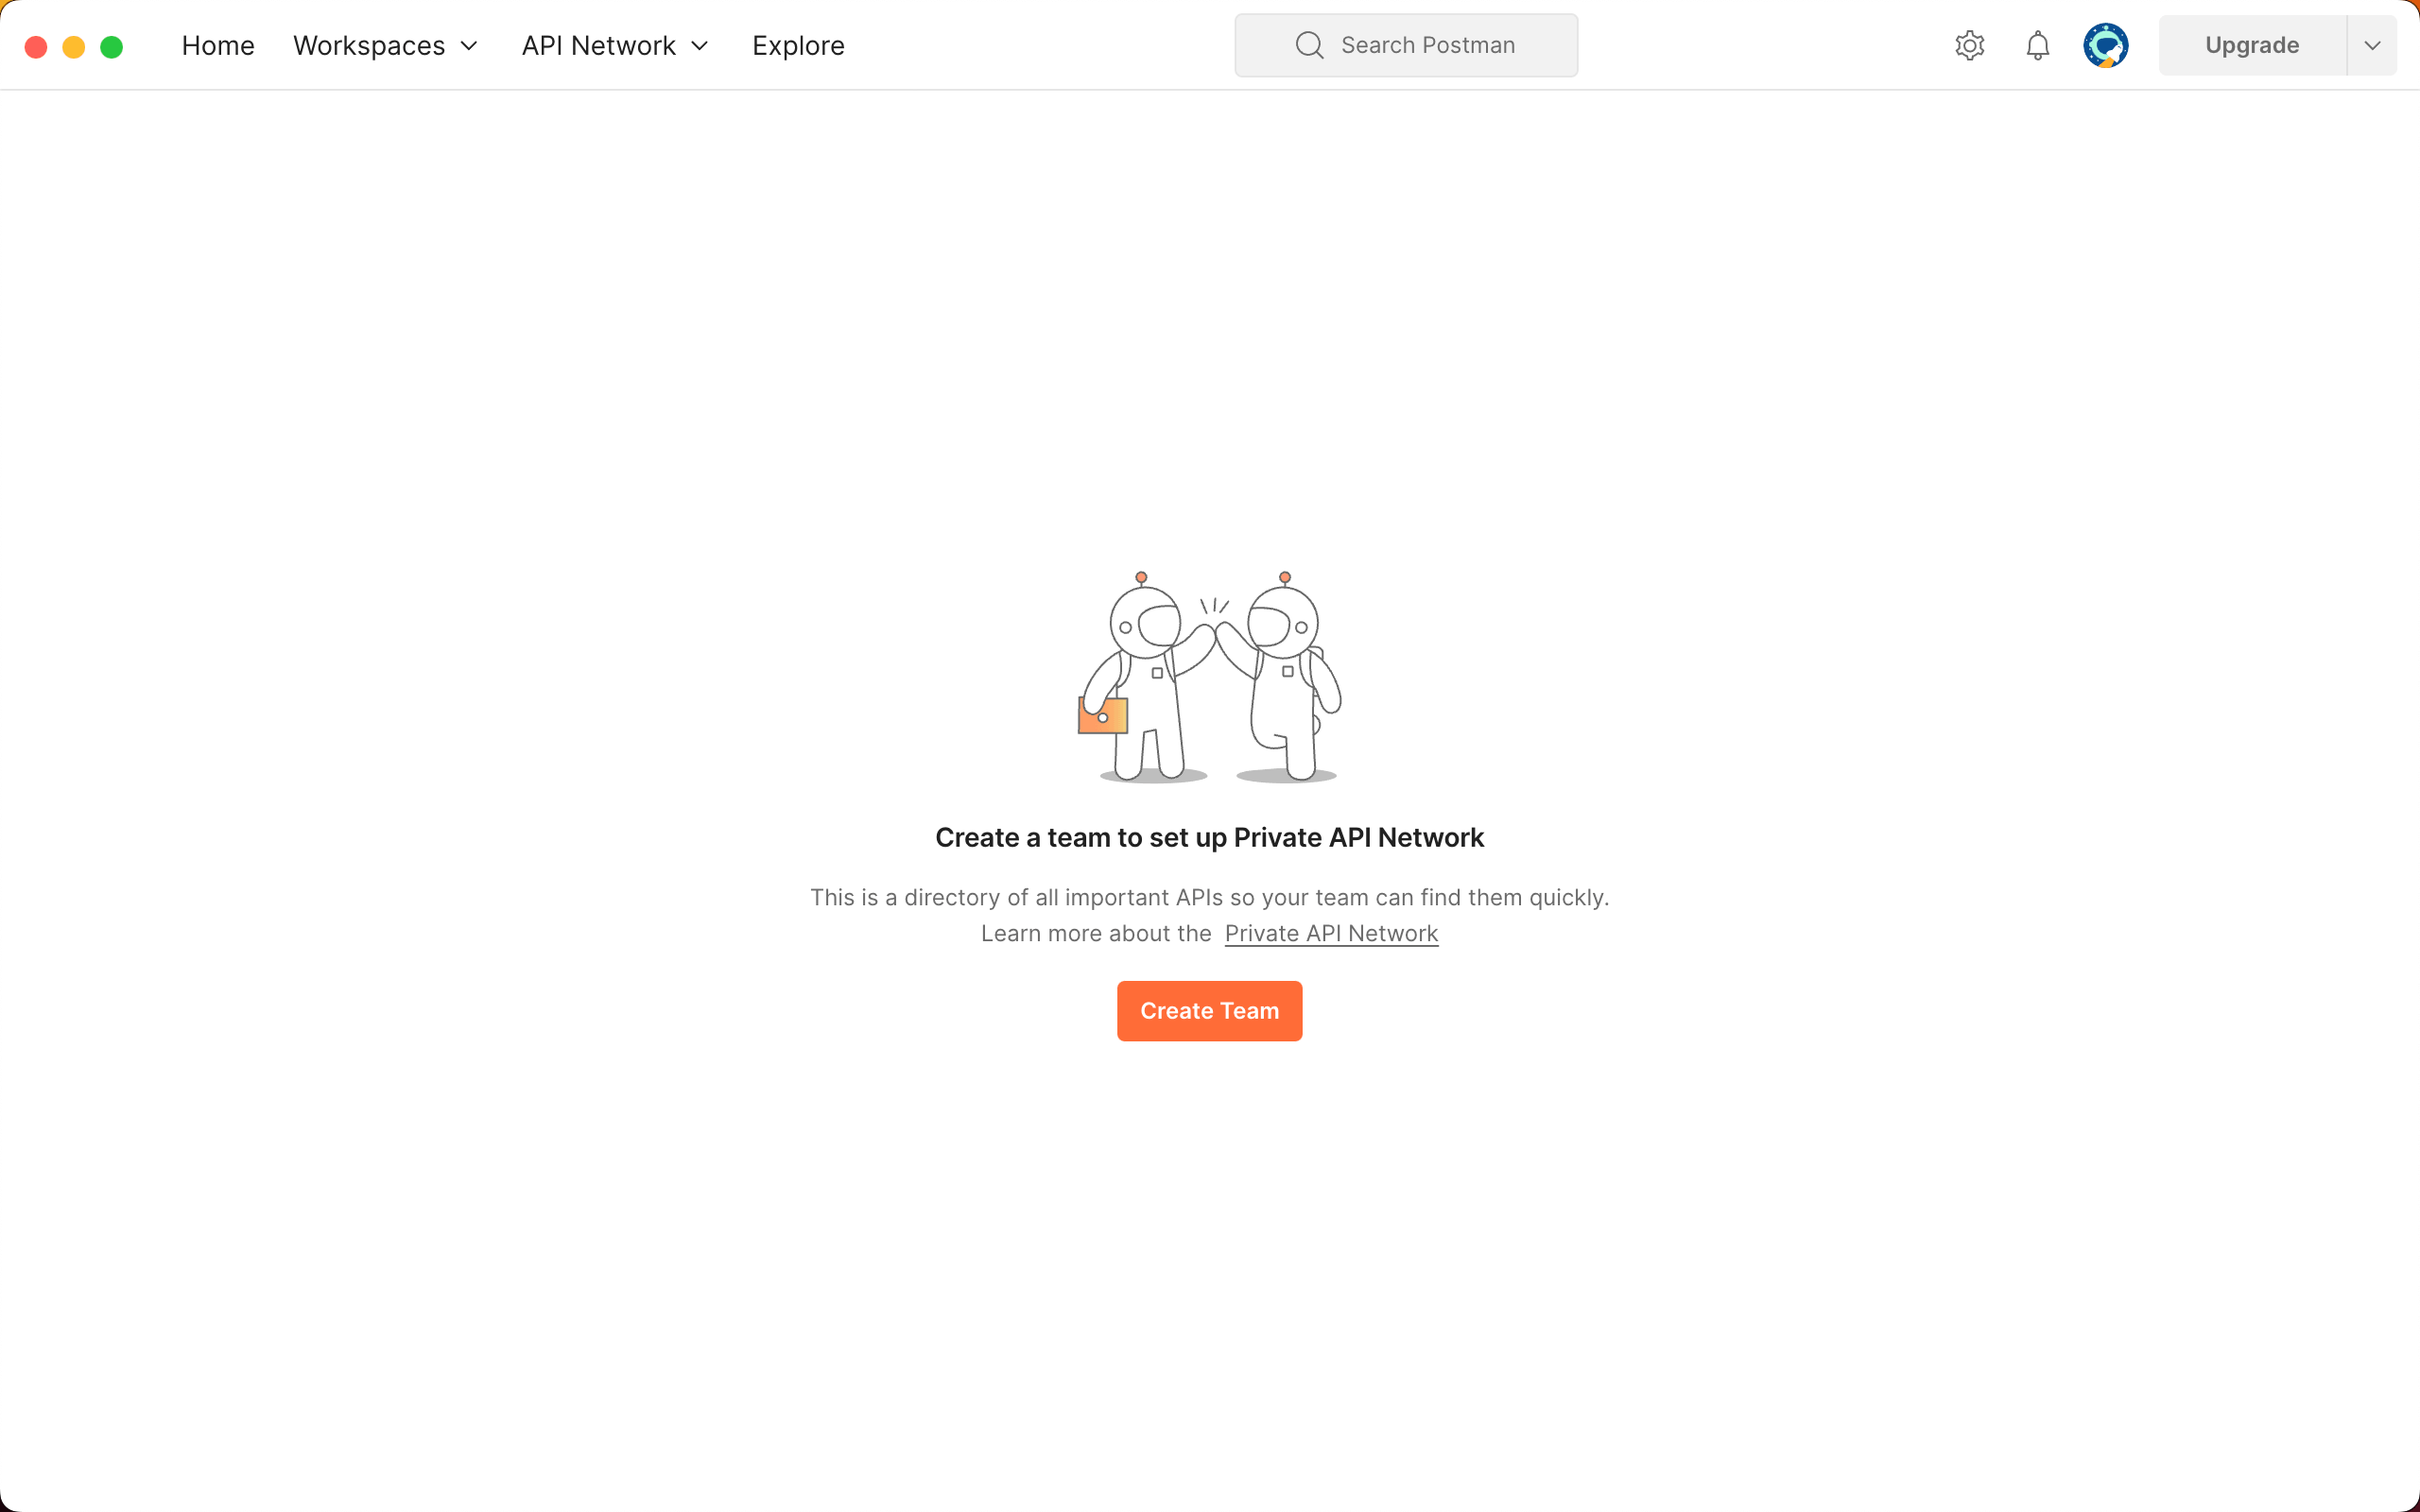 Home Workspaces API Network Explore Search Postman Upgrade
Create a team to set up Private API Network
This is a directory of all important APIs so your team can find them quickly.
Learn more about the Private API Network
Create Team